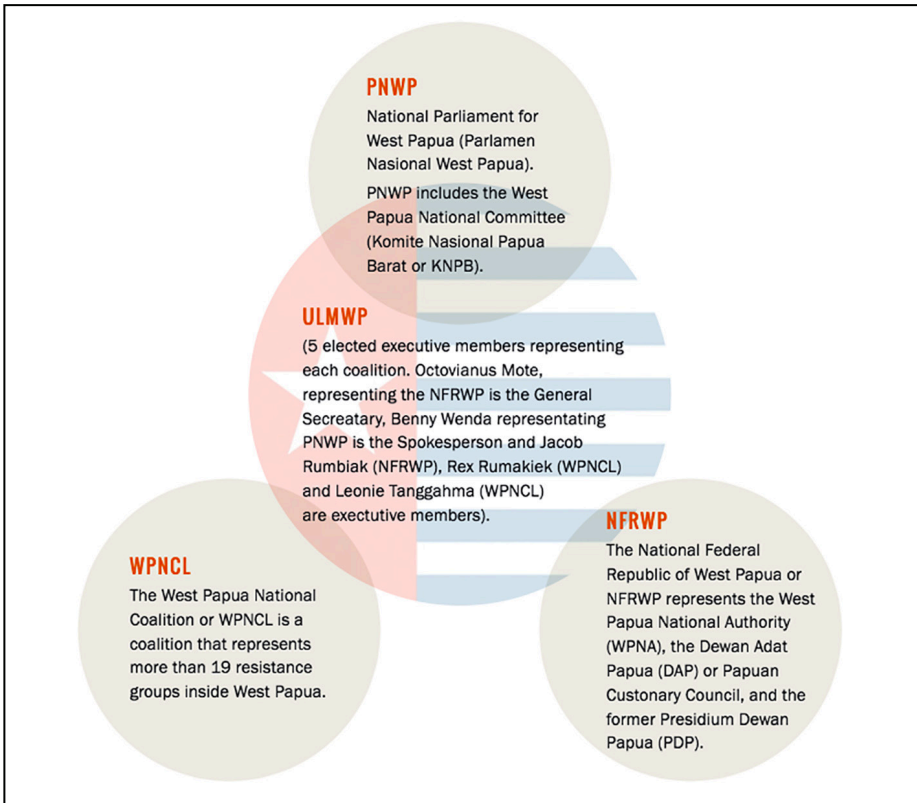 PNWP
National Parliament for
West Papua (Parlamen
Nasional West Papua).
PNWP includes the West
Papua National Committee
(Komite Nasional Papua
Barat or KNPB).
ULMWP
(5 elected executive members representing
each coalition. Octovianus Mote,
representing the NFRWP is the General
Secreatary, Benny Wenda representating
PNWP is the Spokesperson and Jacob
Rumbiak (NFRWP), Rex Rumakiek (WPNCL)
and Leonie Tanggahma (WPNCL)
are exectutive members).
WPNCL
The West Papua National
Coalition or WPNCL is a
coalition that represents
more than 19 resistance
groups inside West Papua.
NFRWP
The National Federal
Republic of West Papua or
NFRWP represents the West
Papua National Authority
(WPNA), the Dewan Adat
Papua (DAP) or Papuan
Custonary Council, and the
former Presidium Dewan
Papua (PDP).